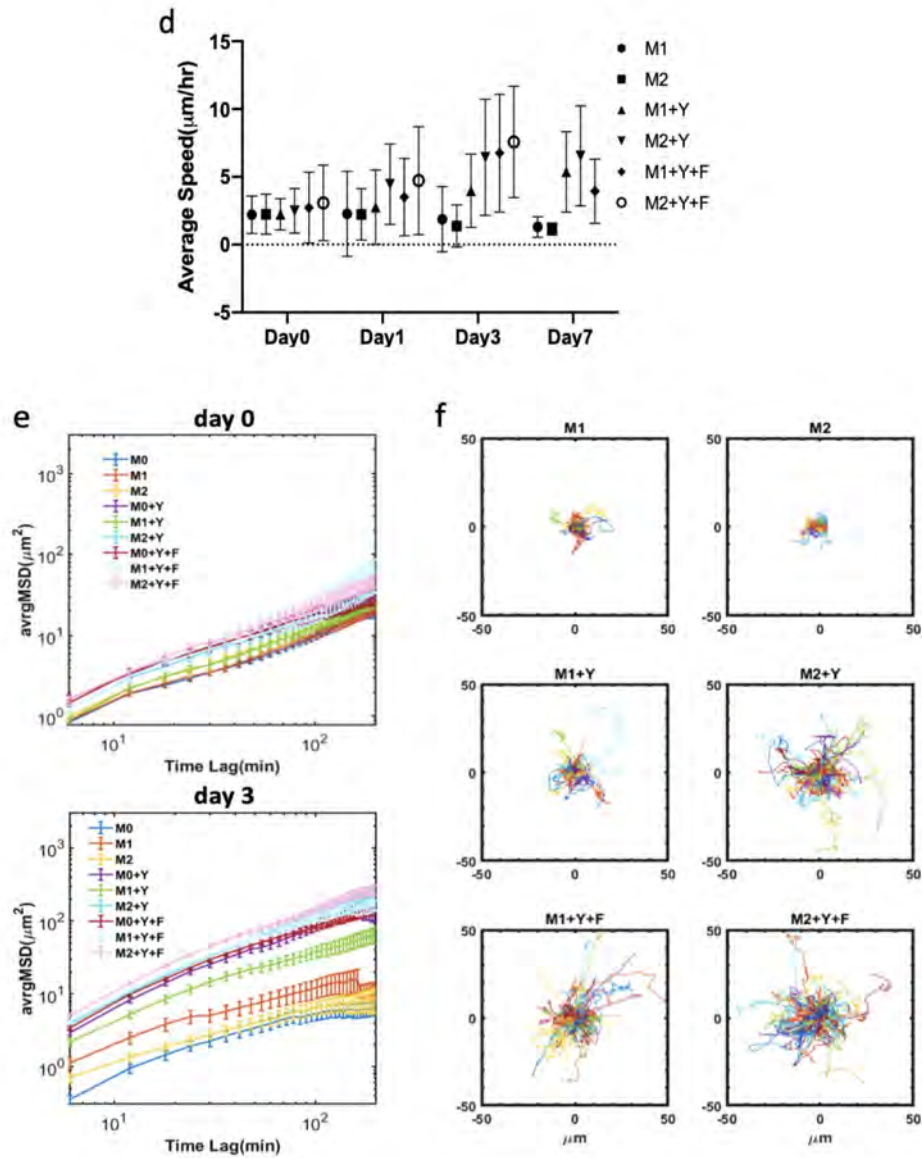 d
15
10
5
0
-5
Average Speed(μm/hr)
Day0 Day1 Day3 Day7
M1
M2
M1+Y
M2+Y
M1+Y+F
M2+Y+F
e
day 0
10³
10²
10¹
10⁰
avrgMSD(μm²)
M0
M1
M2
M0+Y
M1+Y
M2+Y
M0+Y+F
M1+Y+F
M2+Y+F
10¹ 10²
Time Lag(min)
day 3
10³
10²
10¹
10⁰
avrgMSD(μm²)
M0
M1
M2
M0+Y
M1+Y
M2+Y
M0+Y+F
M1+Y+F
M2+Y+F
10¹ 10²
Time Lag(min)
f
M1
50
0
-50
-50 0 50
M2
50
0
-50
-50 0 50
M1+Y
50
0
-50
-50 0 50
M2+Y
50
0
-50
-50 0 50
M1+Y+F
50
0
-50
-50 0 50
μm
M2+Y+F
50
0
-50
-50 0 50
μm